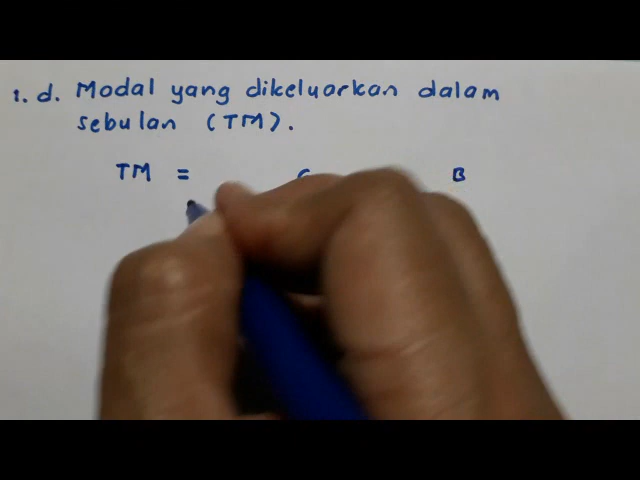 1. d. Modal yang dikeluarkan dalam
sebulan (TM).
TM = B